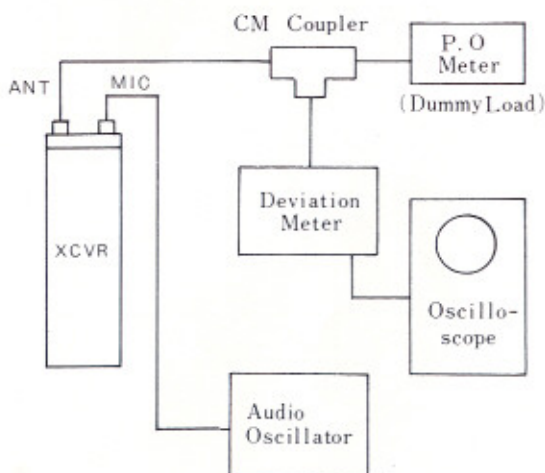 CM Coupler
P. O
Meter
(Dummy Load)
ANT
MIC
XCVR
Deviation
Meter
Oscillo-
scope
Audio
Oscillator